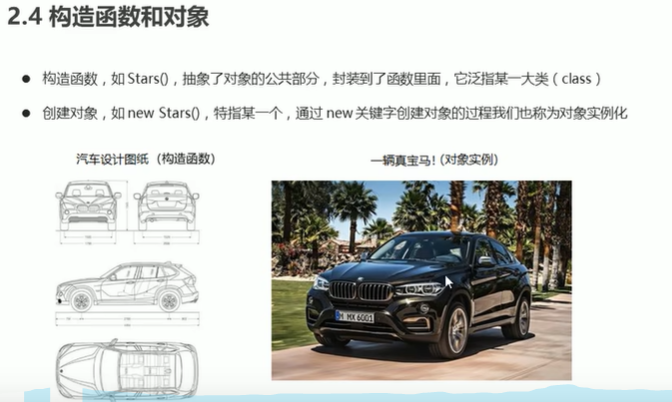 2.4 构造函数和对象
● 构造函数，如 Stars()，抽象了对象的公共部分，封装到了函数里面，它泛指某一大类（class）
● 创建对象，如 new Stars()，特指某一个，通过 new 关键字创建对象的过程我们也称为对象实例化
汽车设计图纸（构造函数）
一辆真宝马！（对象实例）
M MX 6001